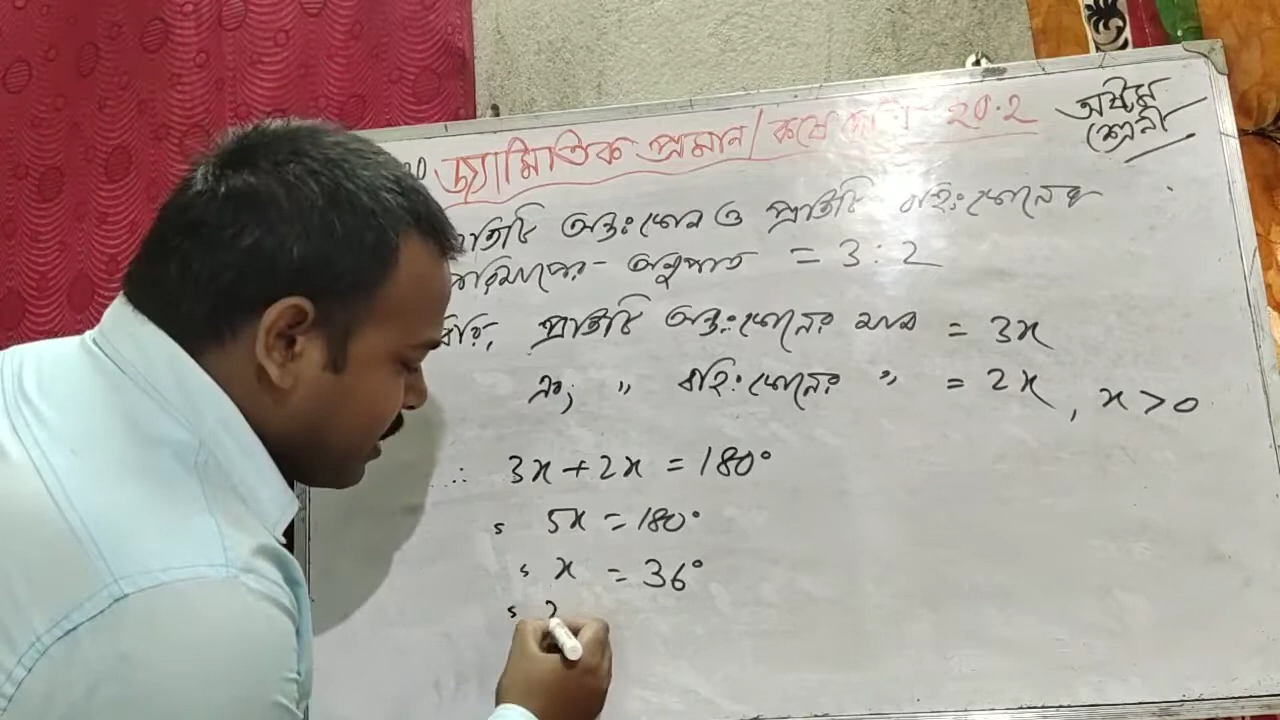 জ্যামিতিক প্রমান/কষে দেখি 20.2
অষ্টম
শ্রেনী
প্রতিটি অন্তঃকোন ও প্রতিটি বহিঃকোনের
পরিমাপের অনুপাত = 3:2
ধরি, প্রতিটি অন্তঃকোনের মান = 3x
এবং, " বহিঃকোনের " = 2x, x>0
∴ 3x+2x = 180°
5x = 180°
x = 36°